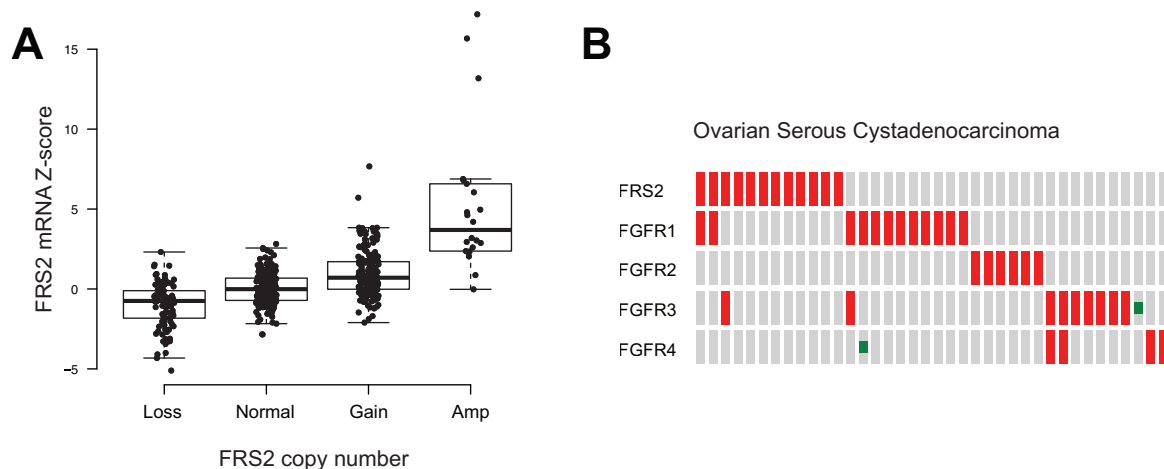 A
FRS2 mRNA Z-score
15
10
5
0
−5
Loss Normal Gain Amp
FRS2 copy number
B
Ovarian Serous Cystadenocarcinoma
FRS2
FGFR1
FGFR2
FGFR3
FGFR4